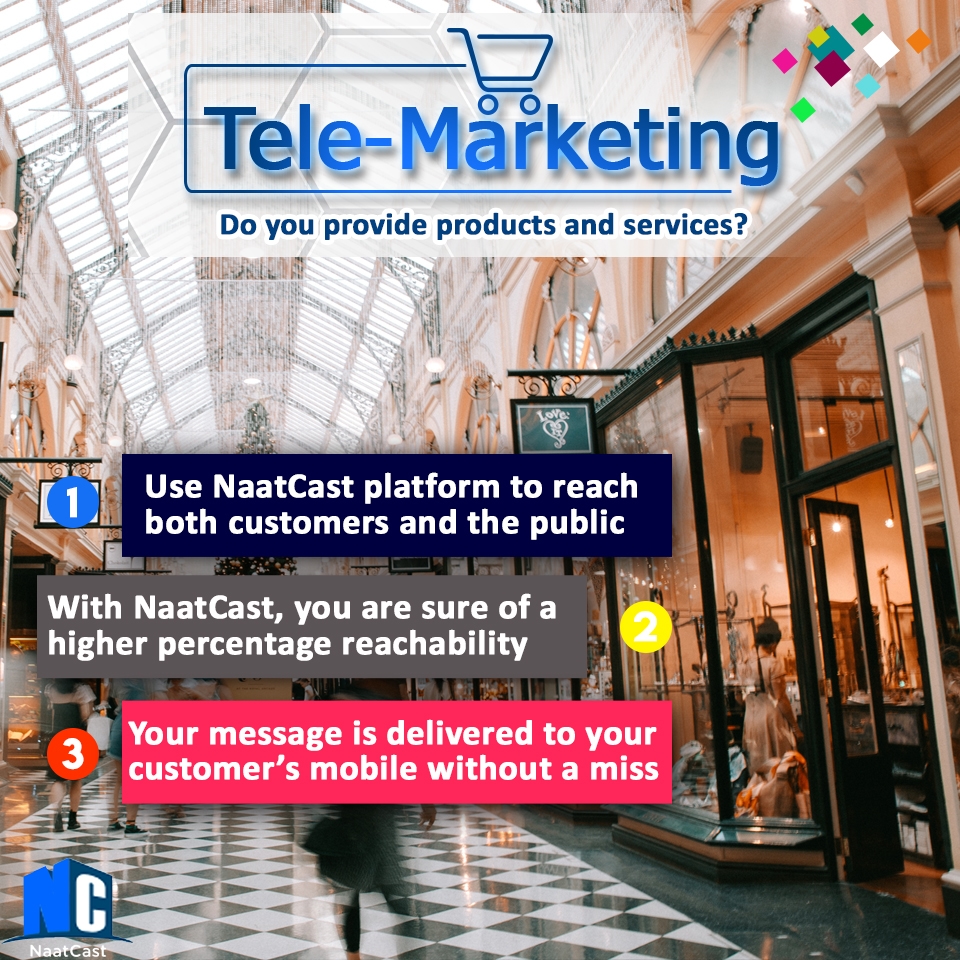 Tele-Marketing
Do you provide products and services?
Love:
1
Use NaatCast platform to reach
both customers and the public
With NaatCast, you are sure of a
higher percentage reachability
2
3
Your message is delivered to your
customer's mobile without a miss
NC
NaatCast